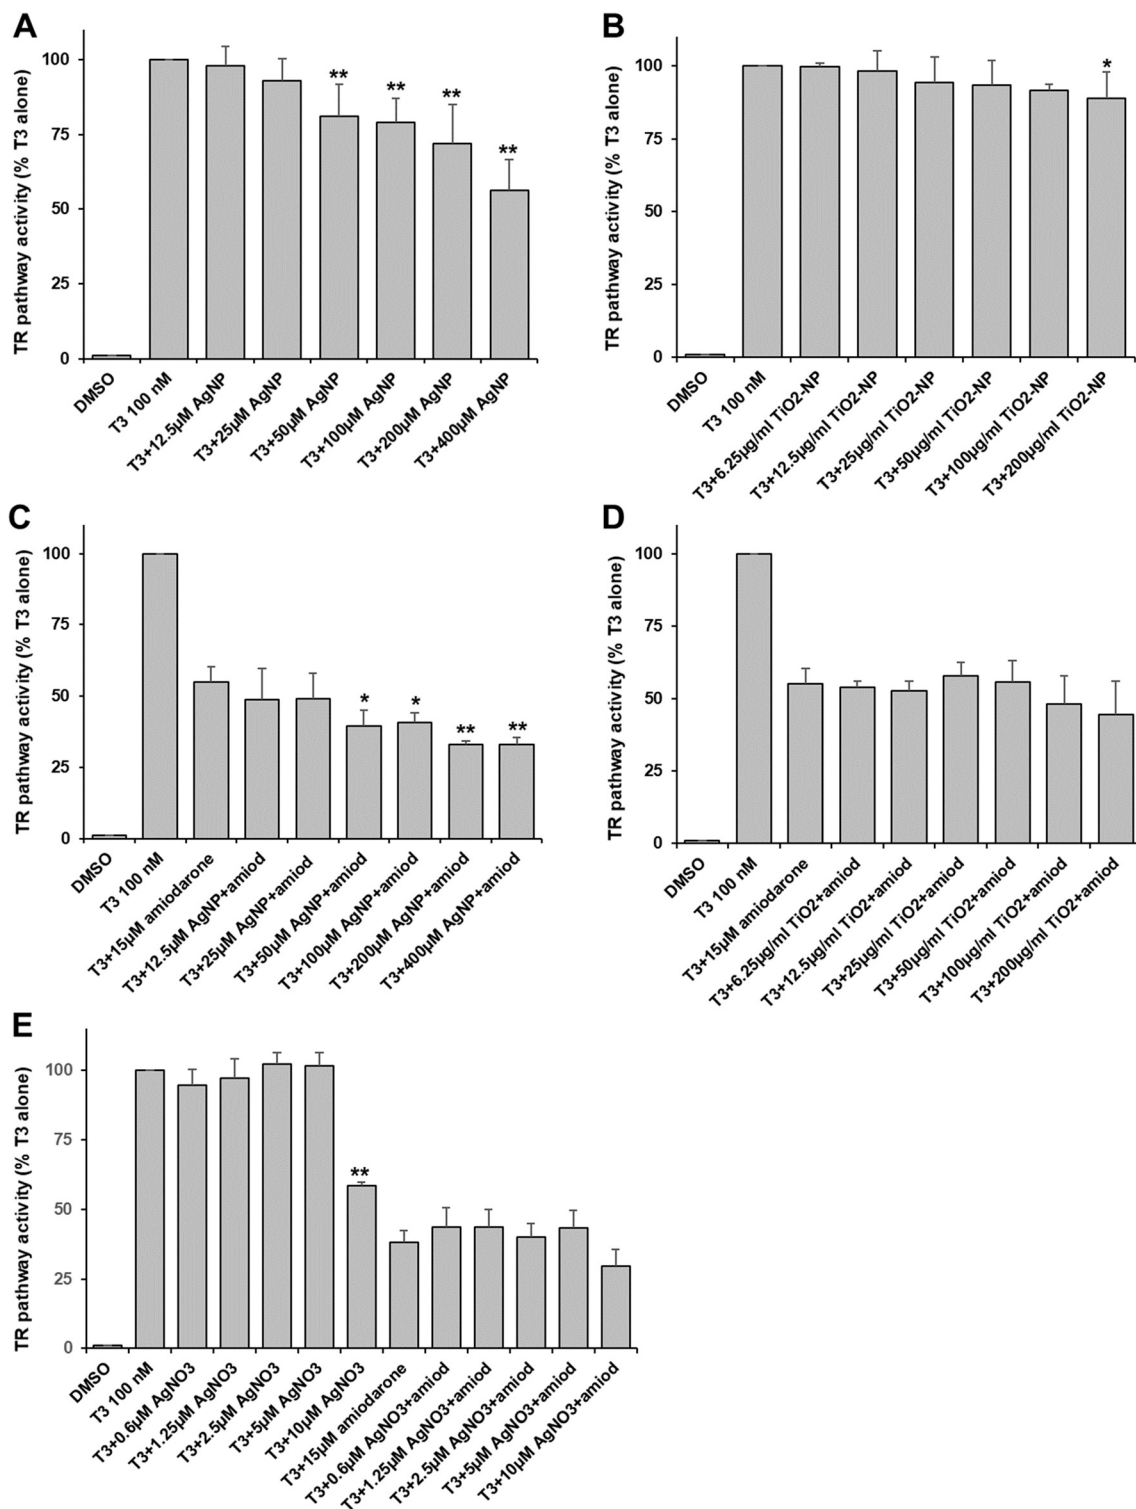 A
TR pathway activity (% T3 alone)
100
75
50
25
0
** ** ** **
DMSO
T3 100 nM
T3+12.5µM AgNP
T3+25µM AgNP
T3+50µM AgNP
T3+100µM AgNP
T3+200µM AgNP
T3+400µM AgNP
B
TR pathway activity (% T3 alone)
100
75
50
25
0
*
DMSO
T3 100 nM
T3+6.25µg/ml TiO2-NP
T3+12.5µg/ml TiO2-NP
T3+25µg/ml TiO2-NP
T3+50µg/ml TiO2-NP
T3+100µg/ml TiO2-NP
T3+200µg/ml TiO2-NP
C
TR pathway activity (% T3 alone)
100
75
50
25
0
* * ** **
DMSO
T3 100 nM
T3+15µM amiodarone
T3+12.5µM AgNP+amiod
T3+25µM AgNP+amiod
T3+50µM AgNP+amiod
T3+100µM AgNP+amiod
T3+200µM AgNP+amiod
T3+400µM AgNP+amiod
D
TR pathway activity (% T3 alone)
100
75
50
25
0
DMSO
T3 100 nM
T3+15µM amiodarone
T3+6.25µg/ml TiO2+amiod
T3+12.5µg/ml TiO2+amiod
T3+25µg/ml TiO2+amiod
T3+50µg/ml TiO2+amiod
T3+100µg/ml TiO2+amiod
T3+200µg/ml TiO2+amiod
E
TR pathway activity (% T3 alone)
100
75
50
25
0
**
DMSO
T3 100 nM
T3+0.6µM AgNO3
T3+1.25µM AgNO3
T3+2.5µM AgNO3
T3+5µM AgNO3
T3+10µM AgNO3
T3+15µM amiodarone
T3+0.6µM AgNO3+amiod
T3+1.25µM AgNO3+amiod
T3+2.5µM AgNO3+amiod
T3+5µM AgNO3+amiod
T3+10µM AgNO3+amiod